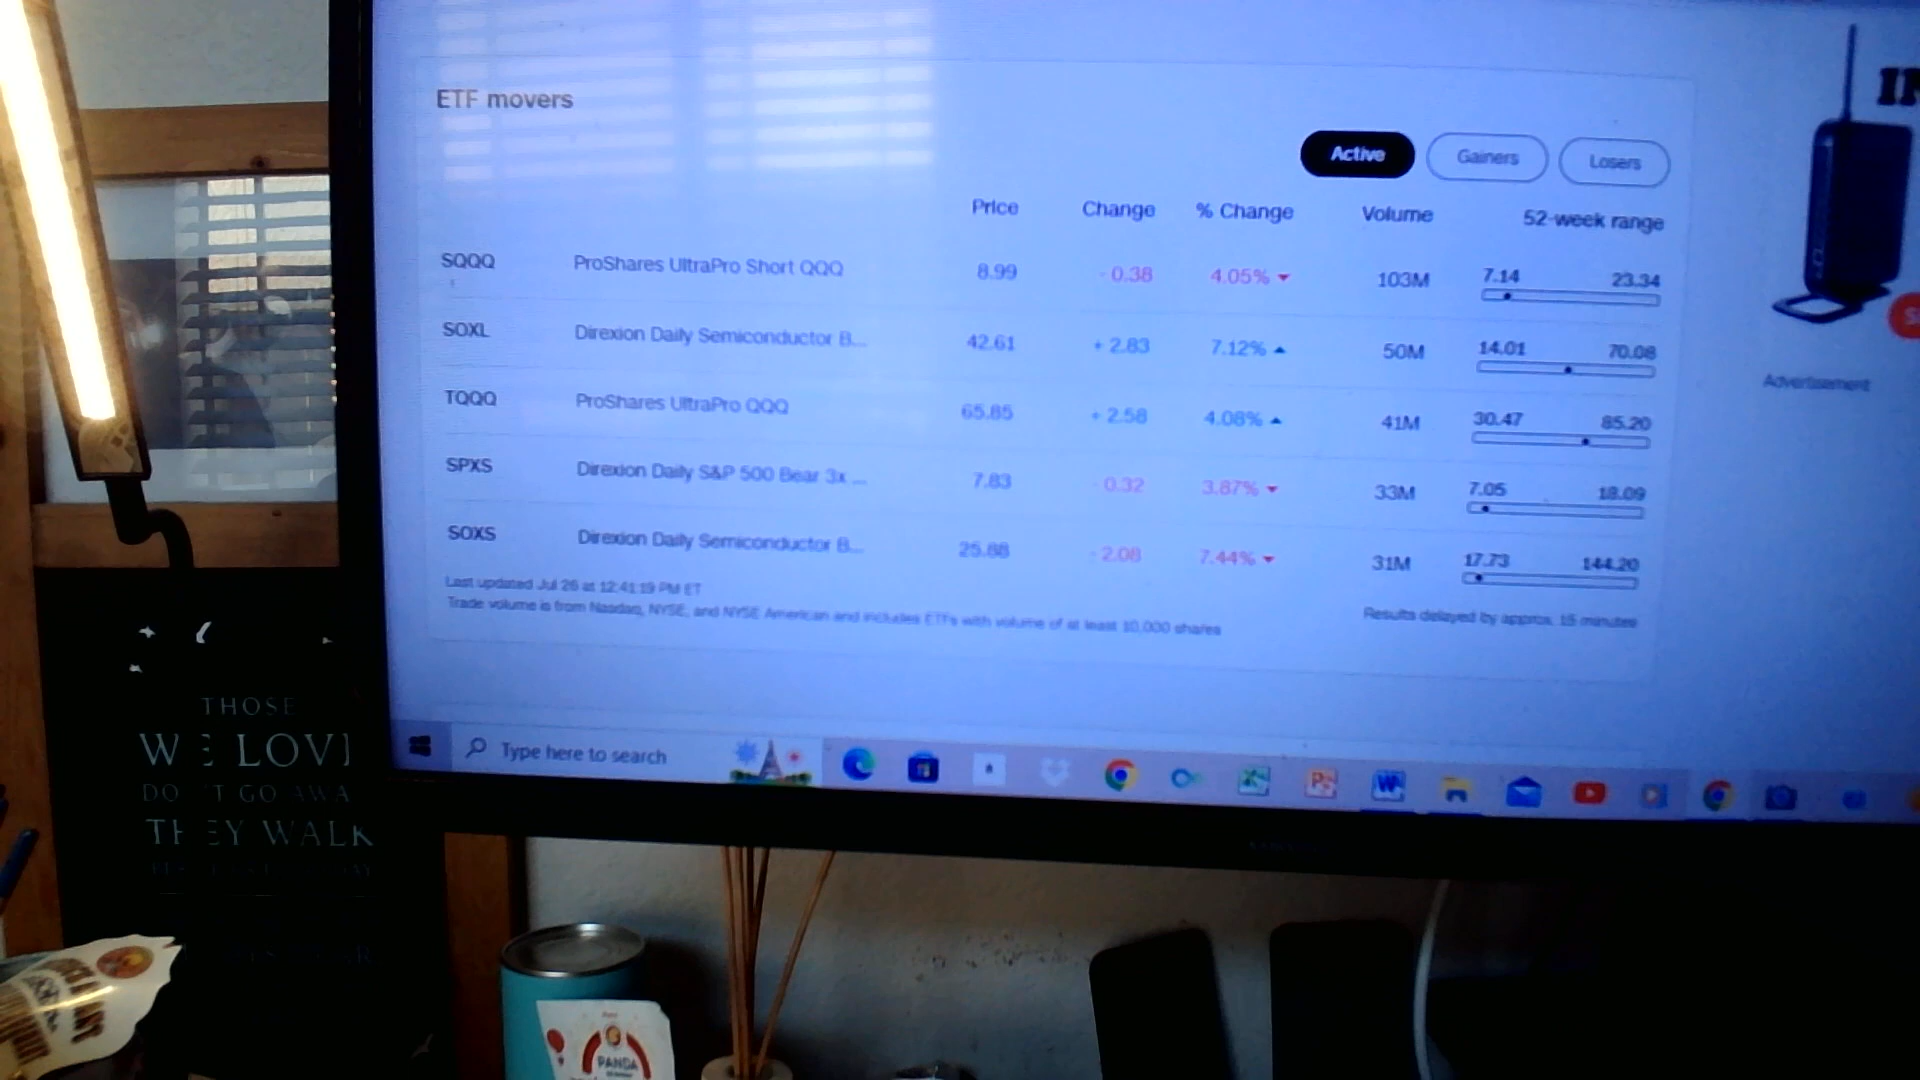 ETF movers
Active Gainers Losers
Price Change % Change Volume 52-week range
SQQQ ProShares UltraPro Short QQQ 8.99 - 0.38 4.05% ▼ 103M 7.14 23.34
SOXL Direxion Daily Semiconductor B... 42.61 + 2.83 7.12% ▲ 50M 14.01 70.08
TQQQ ProShares UltraPro QQQ 65.85 + 2.58 4.08% ▲ 41M 30.47 85.20
SPXS Direxion Daily S&P 500 Bear 3x ... 7.83 - 0.32 3.87% ▼ 33M 7.05 18.09
SOXS Direxion Daily Semiconductor B... 25.88 - 2.08 7.44% ▼ 31M 17.73 144.20
Last updated Jul 26 at 12:41:19 PM ET
Trade volume is from Nasdaq, NYSE, and NYSE American and includes ETFs with volume of at least 10,000 shares
Results delayed by approx. 15 minutes
Advertisement
Type here to search
THOSE
WE LOVE
DON'T GO AWAY
THEY WALK
PANDA